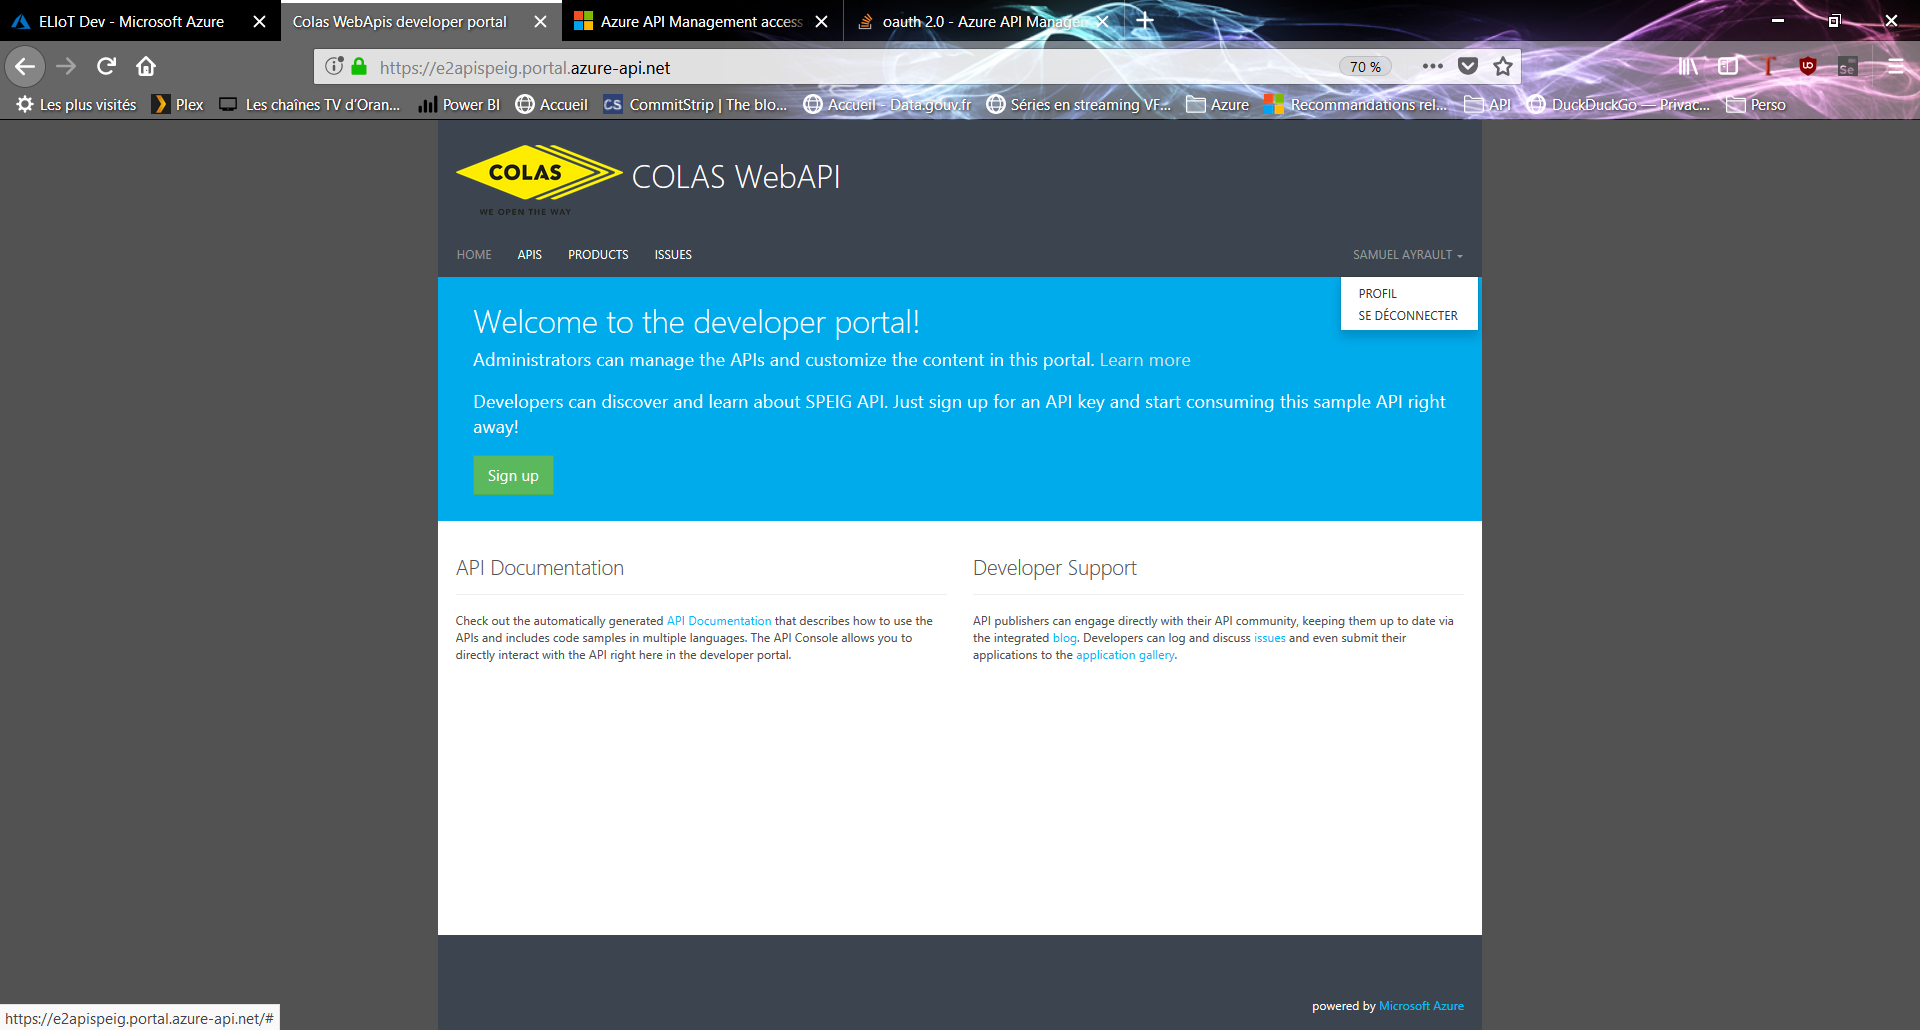 ELIoT Dev - Microsoft Azure
Colas WebApis developer portal
Azure API Management access
oauth 2.0 - Azure API Manage
https://e2apispeig.portal.azure-api.net
70 %
Les plus visités
Plex
Les chaînes TV d'Oran...
Power BI
Accueil
CS
CommitStrip | The blo...
Accueil - Data.gouv.fr
Séries en streaming VF...
Azure
Recommandations rel...
API
DuckDuckGo — Privac...
Perso
COLAS
WE OPEN THE WAY
COLAS WebAPI
HOME
APIS
PRODUCTS
ISSUES
SAMUEL AYRAULT
PROFIL
SE DÉCONNECTER
Welcome to the developer portal!
Administrators can manage the APIs and customize the content in this portal. Learn more
Developers can discover and learn about SPEIG API. Just sign up for an API key and start consuming this sample API right
away!
Sign up
API Documentation
Check out the automatically generated API Documentation that describes how to use the
APIs and includes code samples in multiple languages. The API Console allows you to
directly interact with the API right here in the developer portal.
Developer Support
API publishers can engage directly with their API community, keeping them up to date via
the integrated blog. Developers can log and discuss issues and even submit their
applications to the application gallery.
powered by Microsoft Azure
https://e2apispeig.portal.azure-api.net/#